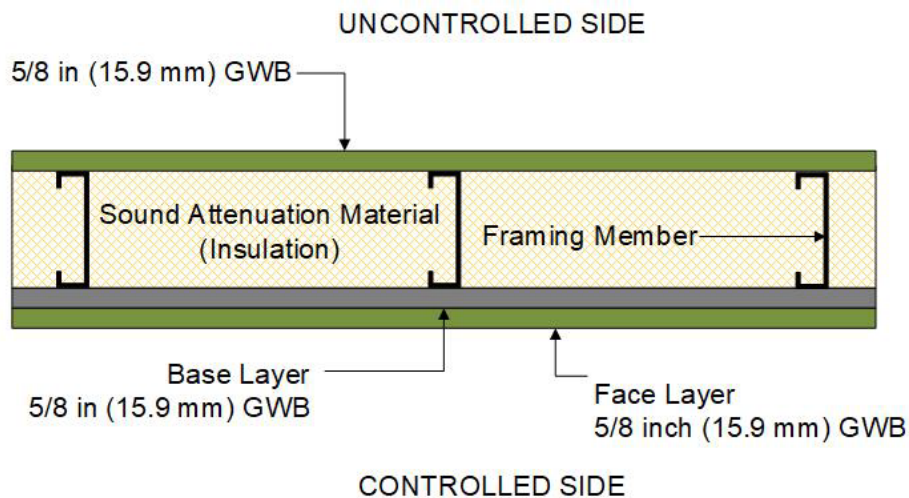 UNCONTROLLED SIDE
5/8 in (15.9 mm) GWB
Sound Attenuation Material
(Insulation)
Framing Member
Base Layer
5/8 in (15.9 mm) GWB
Face Layer
5/8 inch (15.9 mm) GWB
CONTROLLED SIDE